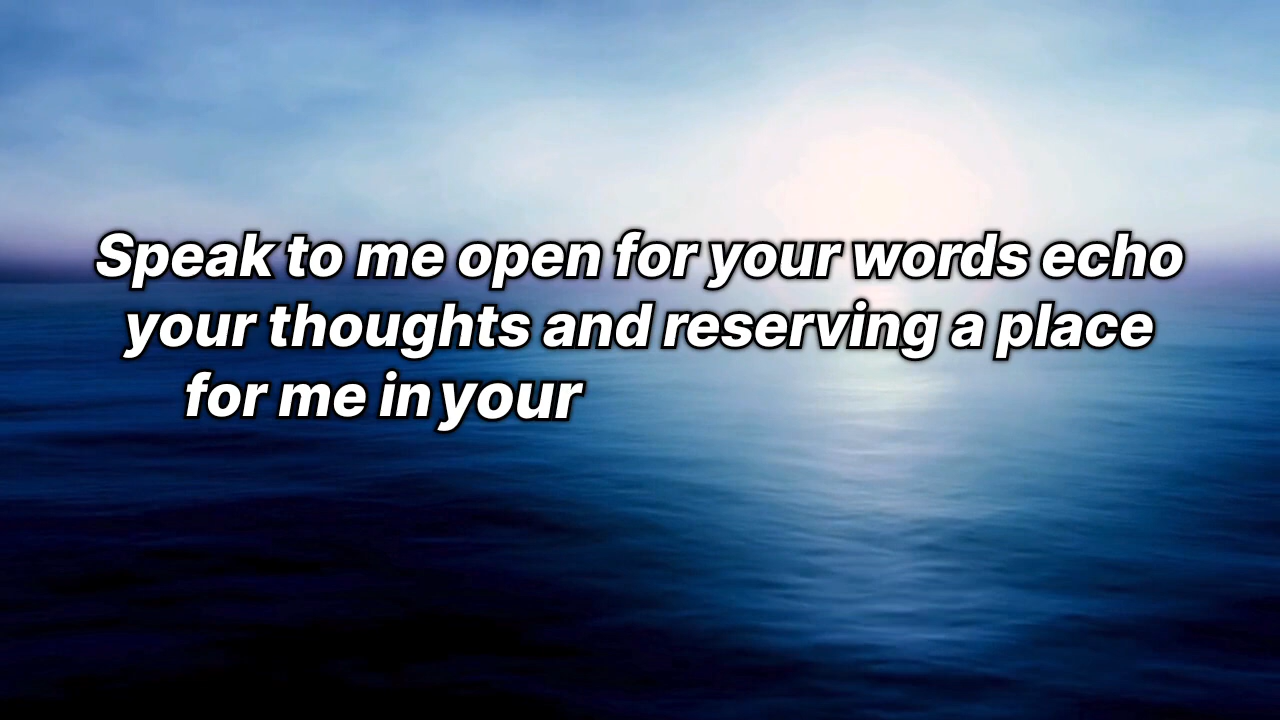 Speak to me open for your words echo
your thoughts and reserving a place
for me in your